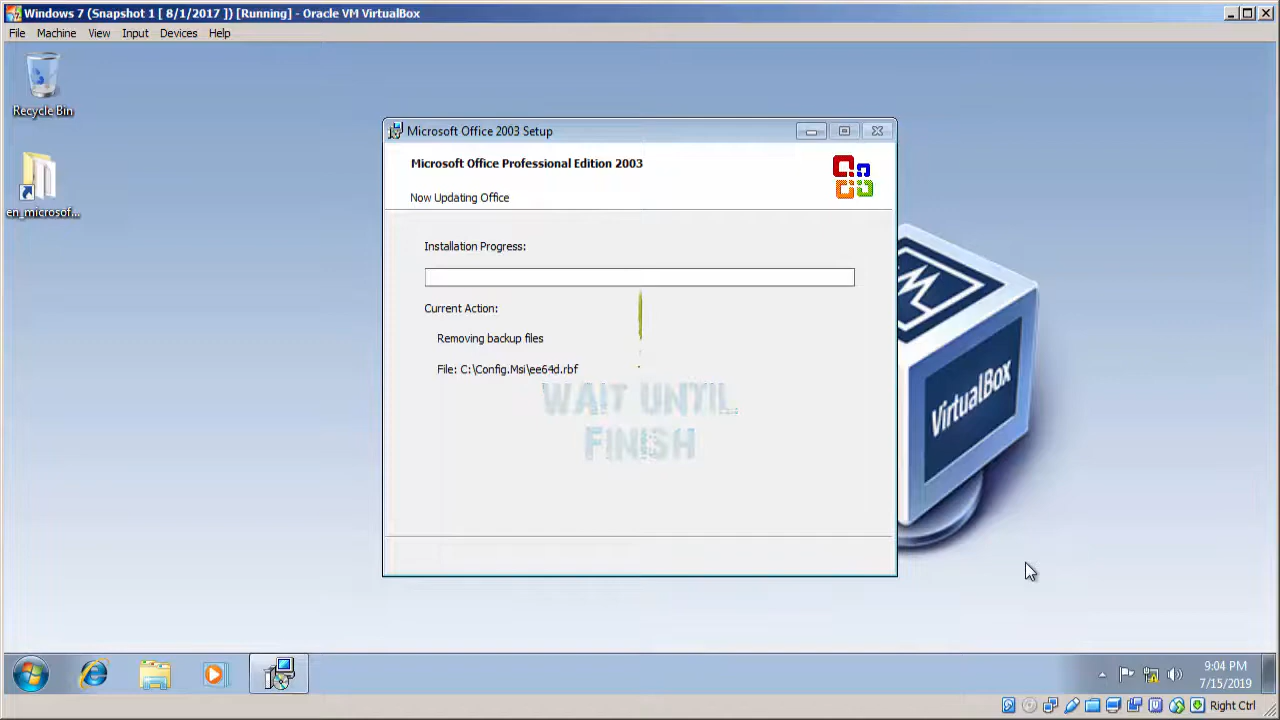 Windows 7 (Snapshot 1 [ 8/1/2017 ]) [Running] - Oracle VM VirtualBox
File Machine View Input Devices Help
Recycle Bin
en_microsof...
Microsoft Office 2003 Setup
Microsoft Office Professional Edition 2003
Now Updating Office
Installation Progress:
Current Action:
Removing backup files
File: C:\Config.Msi\ee64d.rbf
WAIT UNTIL
FINISH
VirtualBox
9:04 PM
7/15/2019
Right Ctrl